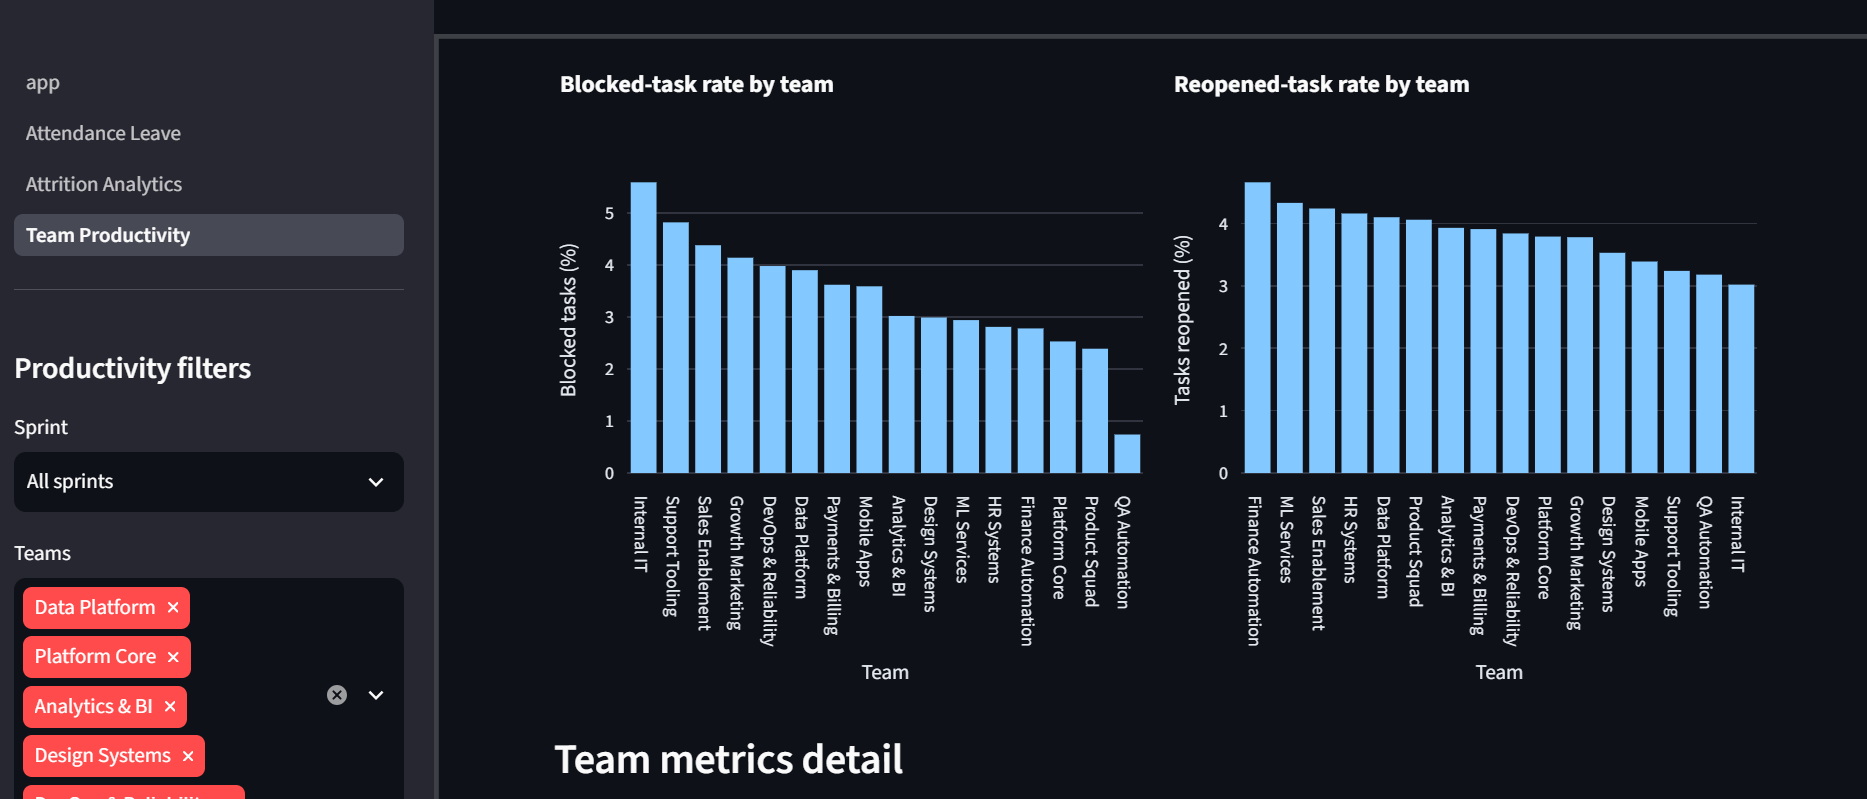 app
Attendance Leave
Attrition Analytics
Team Productivity
Productivity filters
Sprint
All sprints
Teams
Data Platform ×
Platform Core ×
Analytics & BI ×
Design Systems ×
Blocked-task rate by team
Blocked tasks (%)
5
4
3
2
1
0
Internal IT
Support Tooling
Sales Enablement
Growth Marketing
DevOps & Reliability
Data Platform
Payments & Billing
Mobile Apps
Analytics & BI
Design Systems
ML Services
HR Systems
Finance Automation
Platform Core
Product Squad
QA Automation
Team
Reopened-task rate by team
Tasks reopened (%)
4
3
2
1
0
Finance Automation
ML Services
Sales Enablement
HR Systems
Data Platform
Product Squad
Analytics & BI
Payments & Billing
DevOps & Reliability
Platform Core
Growth Marketing
Design Systems
Mobile Apps
Support Tooling
QA Automation
Internal IT
Team
Team metrics detail